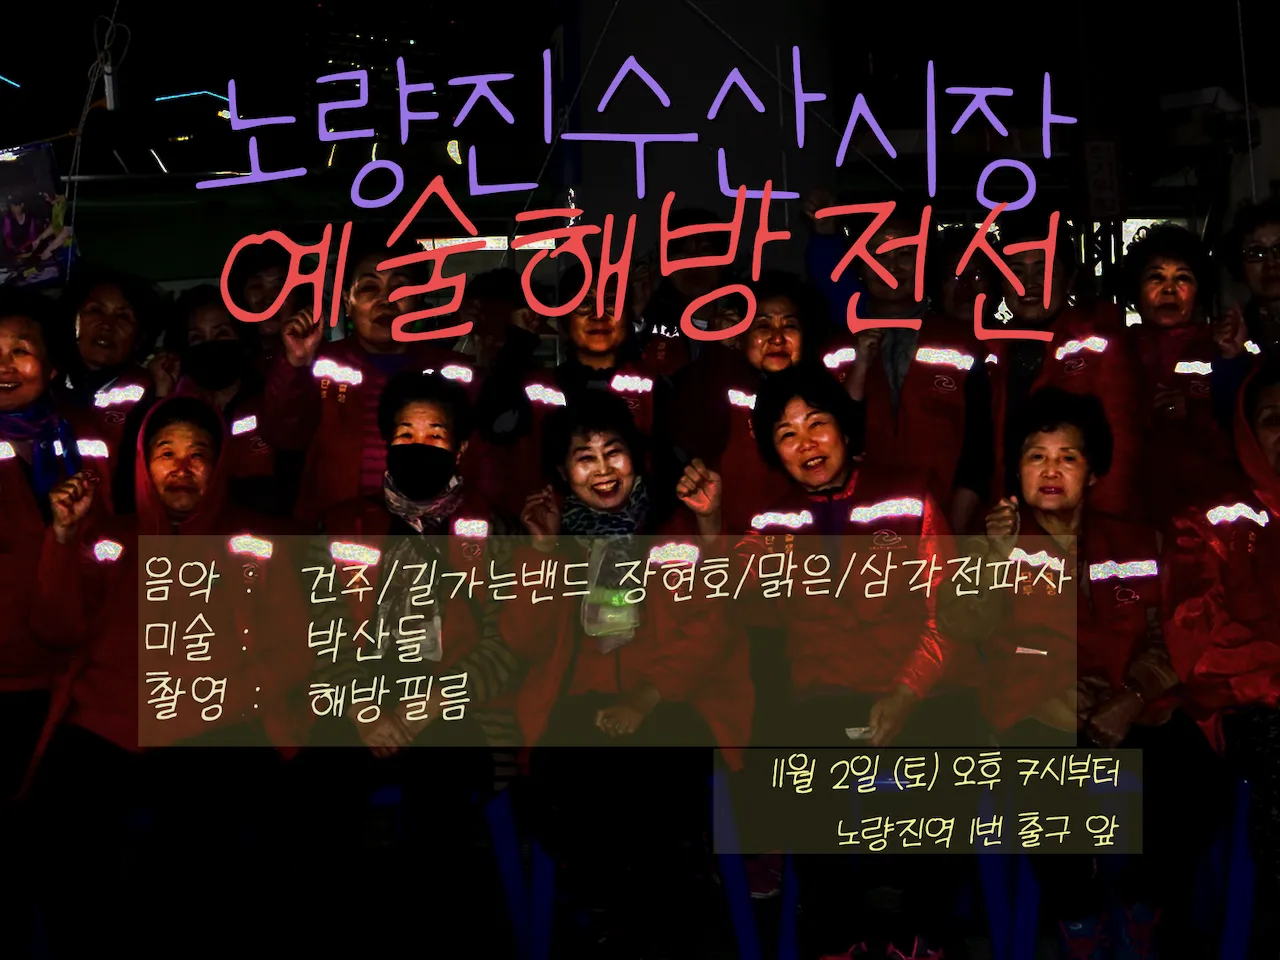 노량진수산시장
예술해방전선
음악 : 건주/길가는밴드 장현호/맑은/삼각전파사
미술 : 박산들
촬영 : 해방필름
11월 2일 (토) 오후 7시부터
노량진역 1번 출구 앞